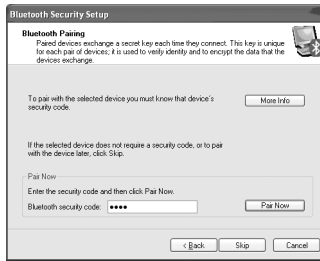 Bluetooth Security Setup
Bluetooth Pairing
Paired devices exchange a secret key each time they connect. This key is unique
for each pair of devices; it is used to verify identity and to encrypt the data that the
devices exchange.
To pair with the selected device you must know that device's
security code.
More Info
If the selected device does not require a security code, or to pair
with the device later, click Skip.
Pair Now
Enter the security code and then click Pair Now.
Bluetooth security code: ●●●●
Pair Now
< Back Skip Cancel